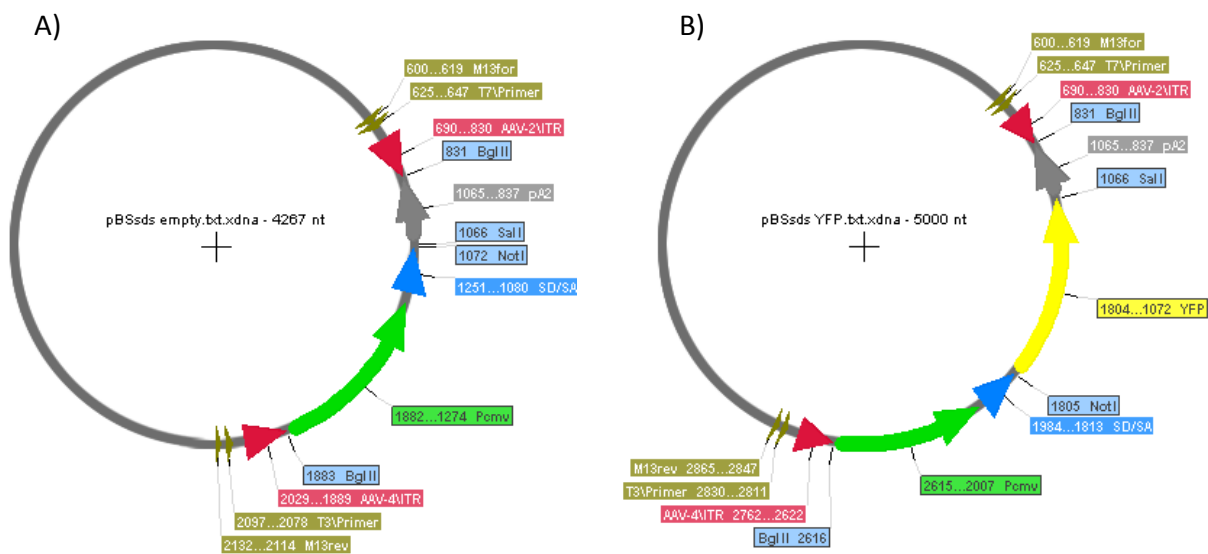 A)
600...619 M13for
625...647 T7\Primer
690...830 AAV-2\ITR
831 BglII
1065...837 pA2
pBSsds empty.txt.xdna - 4267 nt
1066 SalI
1072 NotI
1251...1080 SD/SA
1882...1274 Pcmv
1883 BglII
2029...1889 AAV-4\ITR
2097...2078 T3\Primer
2132...2114 M13rev
B)
600...619 M13for
625...647 T7\Primer
690...830 AAV-2\ITR
831 BglII
1065...837 pA2
1066 SalI
pBSsds YFP.txt.xdna - 5000 nt
1804...1072 YFP
1805 NotI
1984...1813 SD/SA
M13rev 2865...2847
T3\Primer 2830...2811
2615...2007 Pcmv
AAV-4\ITR 2762...2622
BglII 2616